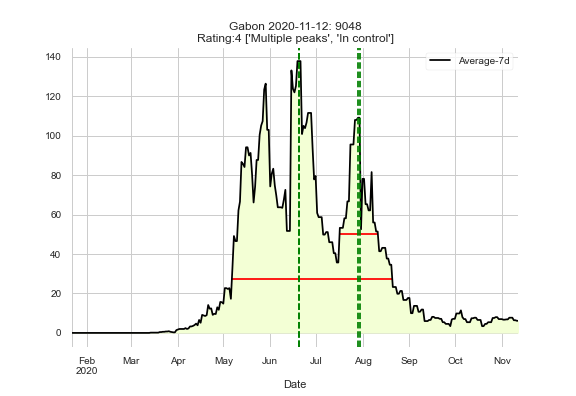 Gabon 2020-11-12: 9048
Rating:4 ['Multiple peaks', 'In control']
Average-7d
140
120
100
80
60
40
20
0
Feb Mar Apr May Jun Jul Aug Sep Oct Nov
2020
Date